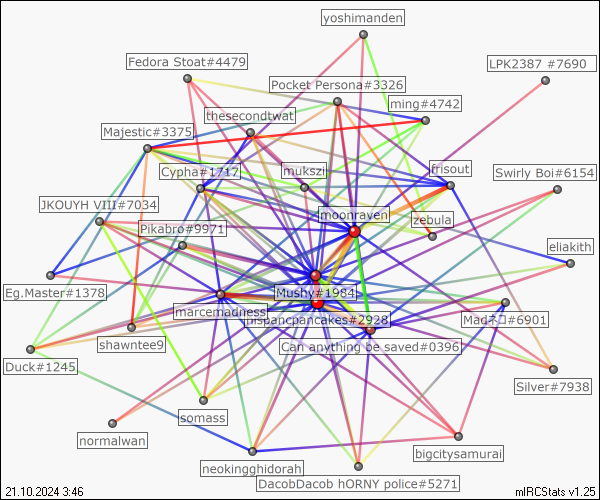 yoshimanden
Fedora Stoat#4479
LPK2387 #7690
Pocket Persona#3326
ming#4742
thesecondtwat
Majestic#3375
Cypha#1717
mukszi
frisout
Swirly Boi#6154
JKOUYH VIII#7034
moonraven
zebula
Pikabro#9971
eliakith
Eg.Master#1378
Mushy#1984
marcemadness
hispancpancakes#2928
shawntee9
Can anything be saved#0396
Duck#1245
Silver#7938
somass
normalwan
bigcitysamurai
neokingghidorah
DacobDacob hORNY police#5271
21.10.2024 3:46
mIRCStats v1.25